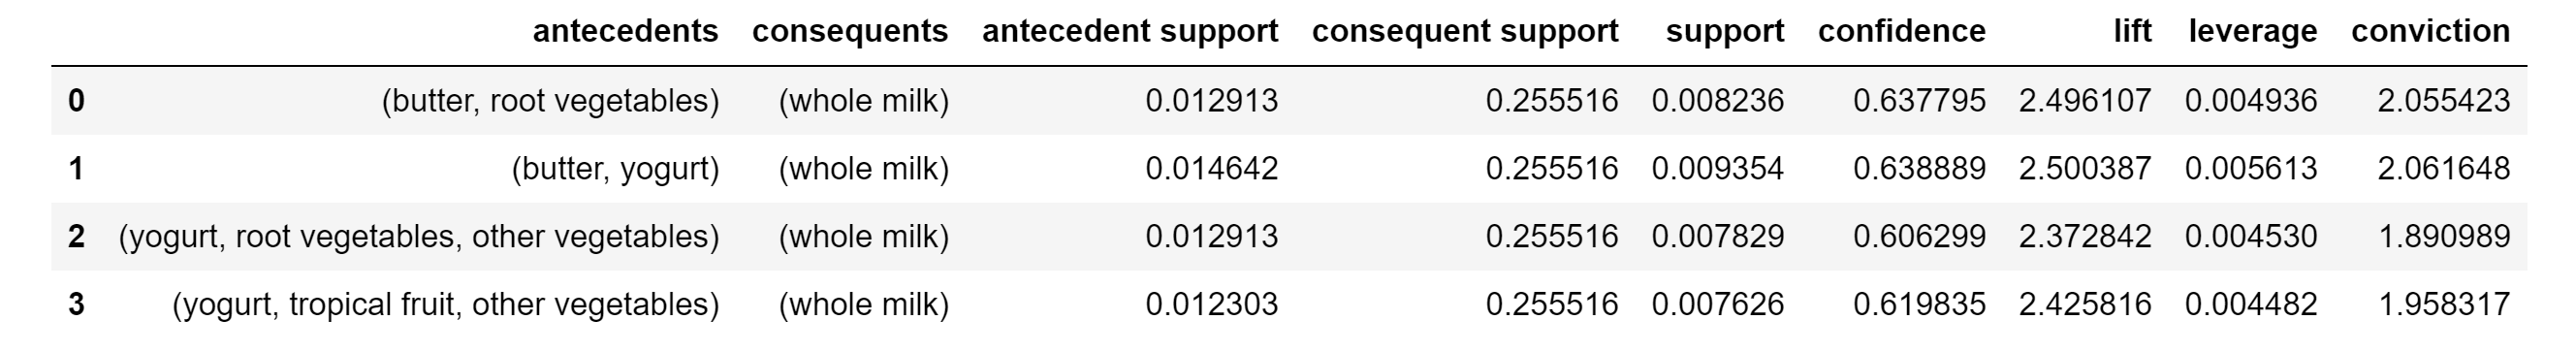 antecedents consequents antecedent support consequent support support confidence lift leverage conviction
0 (butter, root vegetables) (whole milk) 0.012913 0.255516 0.008236 0.637795 2.496107 0.004936 2.055423
1 (butter, yogurt) (whole milk) 0.014642 0.255516 0.009354 0.638889 2.500387 0.005613 2.061648
2 (yogurt, root vegetables, other vegetables) (whole milk) 0.012913 0.255516 0.007829 0.606299 2.372842 0.004530 1.890989
3 (yogurt, tropical fruit, other vegetables) (whole milk) 0.012303 0.255516 0.007626 0.619835 2.425816 0.004482 1.958317